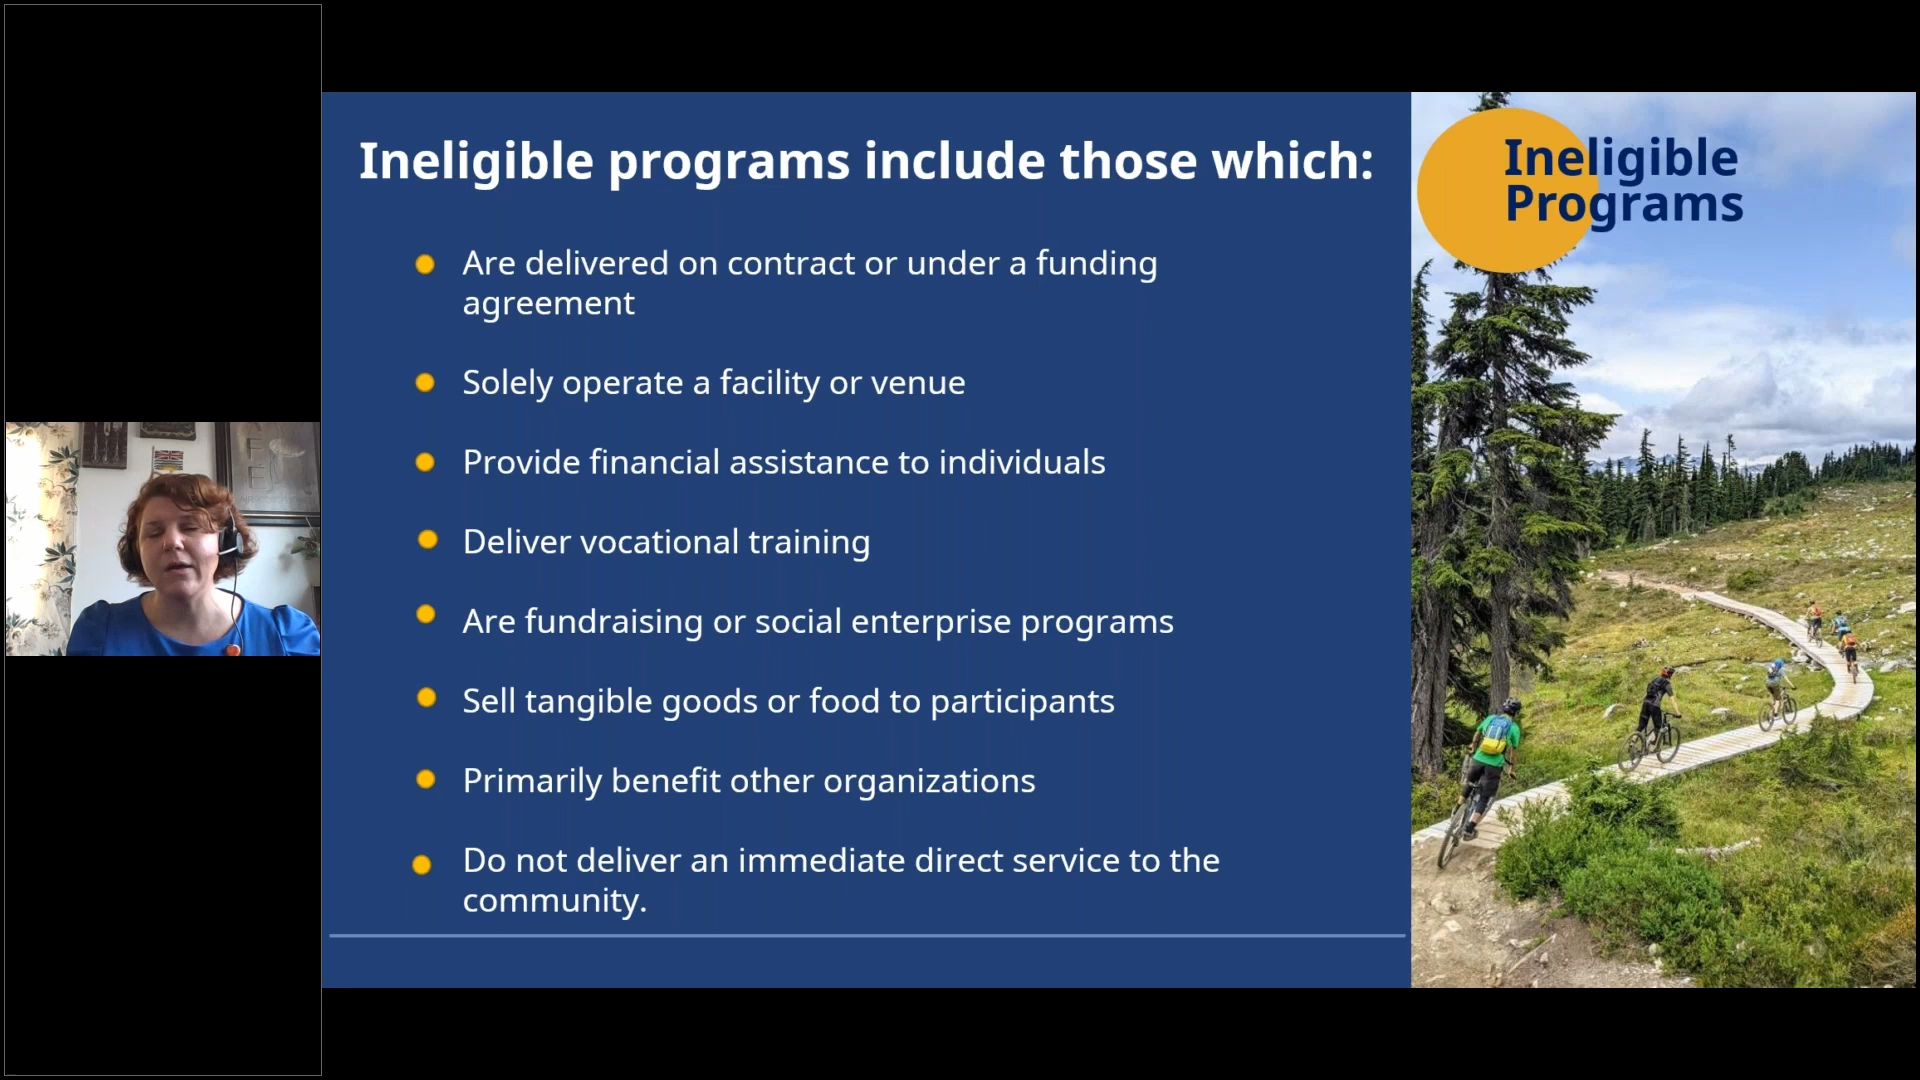 Ineligible programs include those which:
Are delivered on contract or under a funding
agreement
Solely operate a facility or venue
Provide financial assistance to individuals
Deliver vocational training
Are fundraising or social enterprise programs
Sell tangible goods or food to participants
Primarily benefit other organizations
Do not deliver an immediate direct service to the
community.
Ineligible
Programs